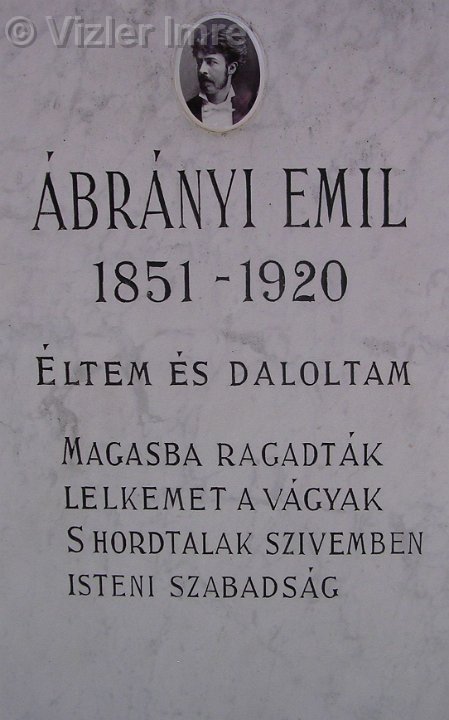 © Vizler Imre
ÁBRÁNYI EMIL
1851 - 1920
ÉLTEM ÉS DALOLTAM
MAGASBA RAGADTÁK
LELKEMET A VÁGYAK
S HORDTALAK SZIVEMBEN
ISTENI SZABADSÁG